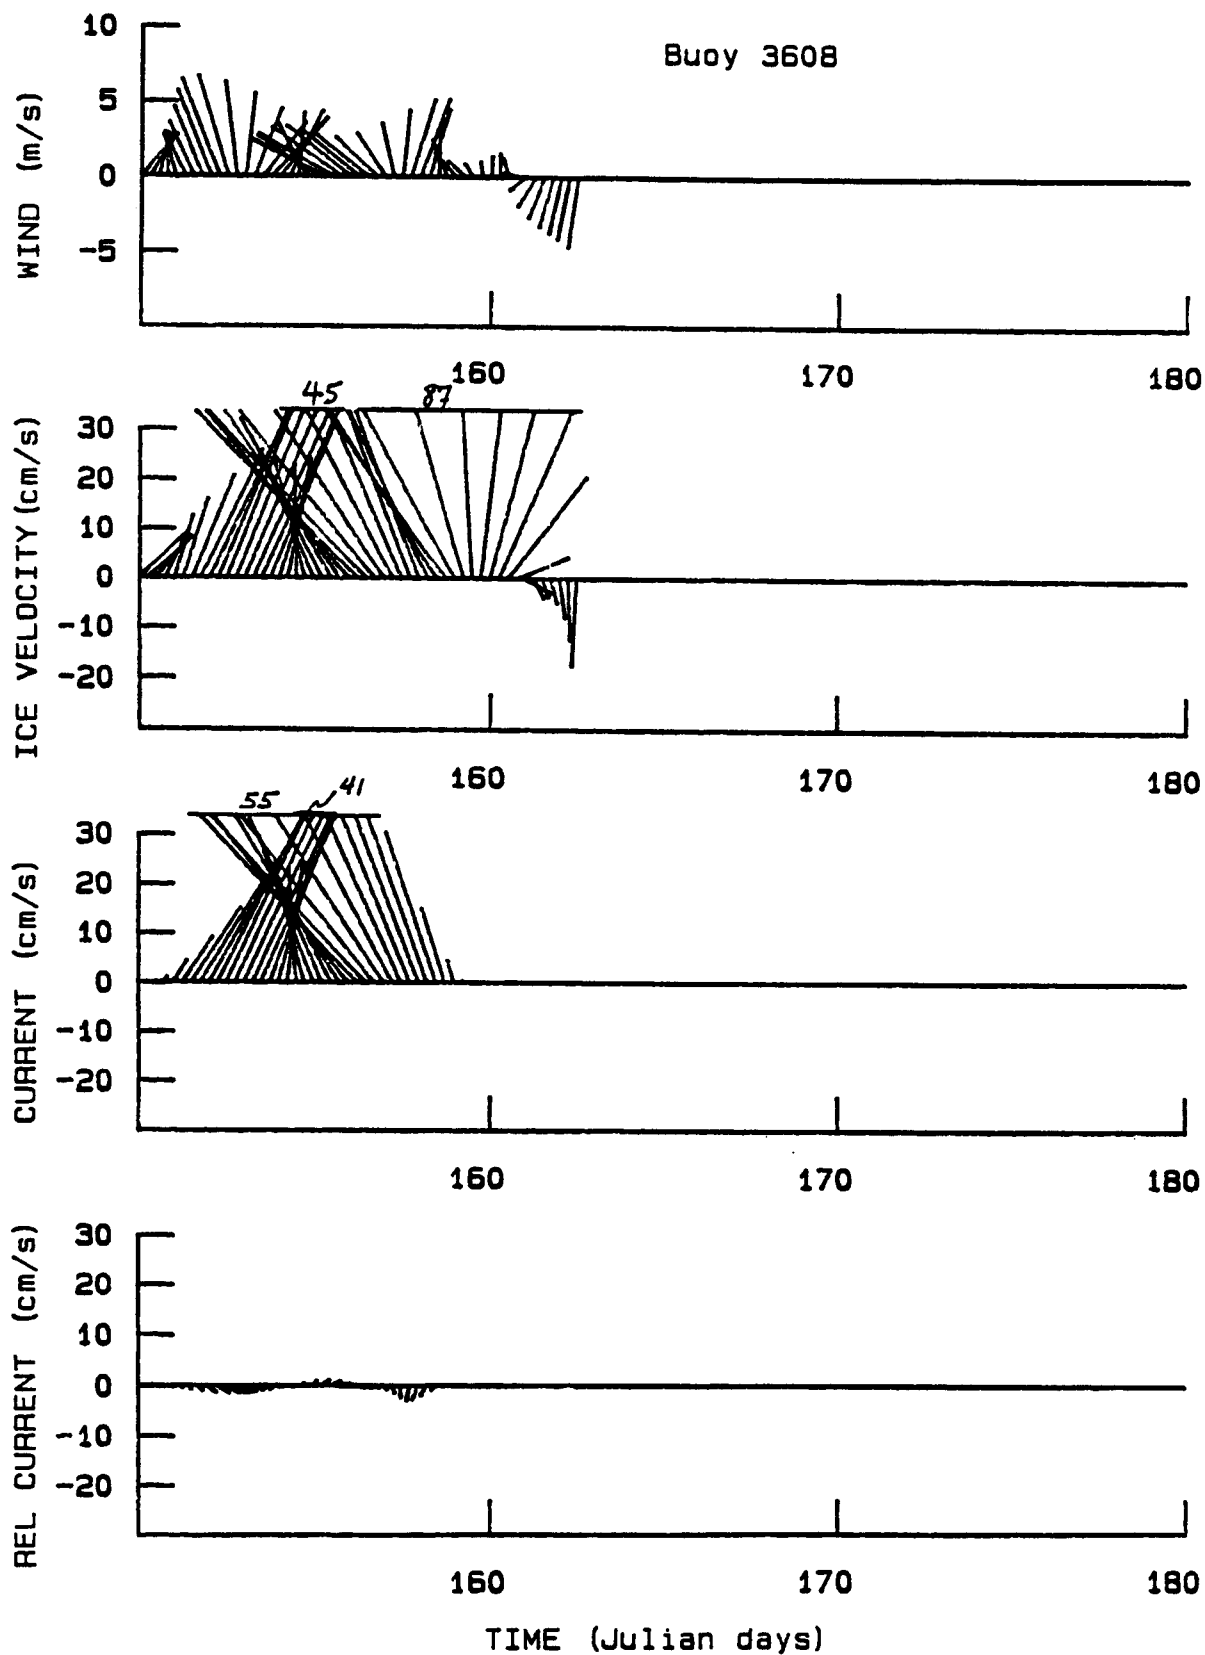 Buoy 3608
WIND (m/s)
10
5
0
-5
160 170 180
45 87
ICE VELOCITY (cm/s)
30
20
10
0
-10
-20
160 170 180
55 41
CURRENT (cm/s)
30
20
10
0
-10
-20
160 170 180
REL CURRENT (cm/s)
30
20
10
0
-10
-20
160 170 180
TIME (Julian days)